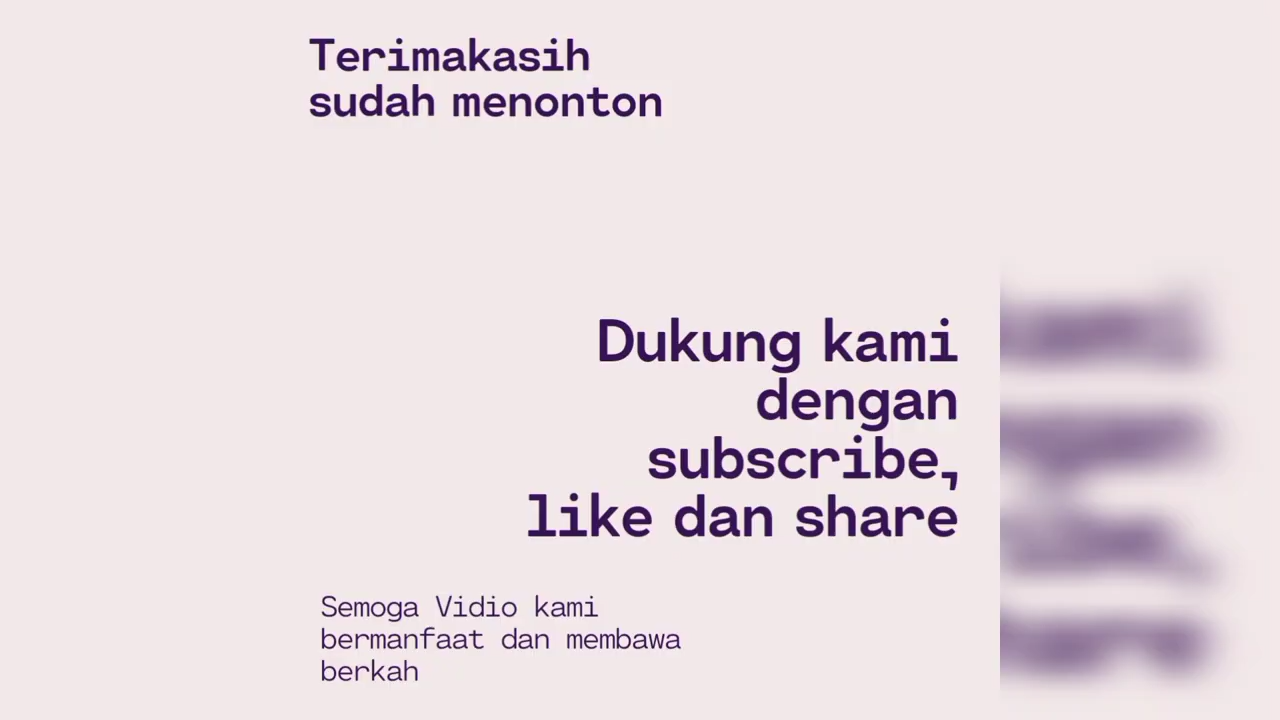 Terimakasih
sudah menonton
Dukung kami
dengan
subscribe,
like dan share
Semoga Vidio kami
bermanfaat dan membawa
berkah